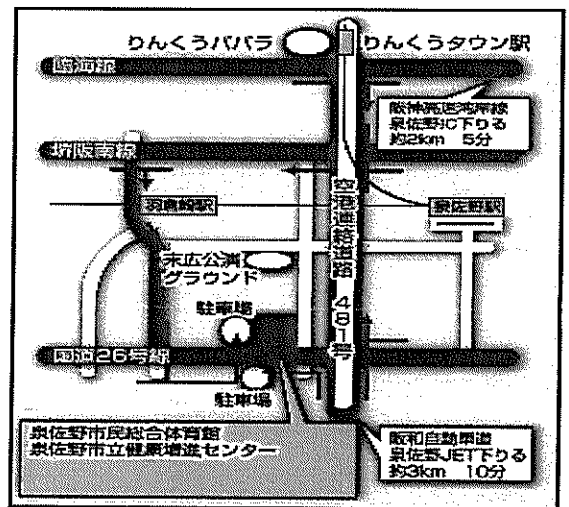 りんくうパパラ
りんくうタウン駅
臨海線
阪神高速湾岸線
泉佐野IC下りる
約2km 5分
堺阪南線
羽倉崎駅
泉佐野駅
空港連絡道路 481号
末広公演
グラウンド
駐車場
国道26号線
駐車場
泉佐野市民総合体育館
泉佐野市立健康増進センター
阪和自動車道
泉佐野JET下りる
約3km 10分